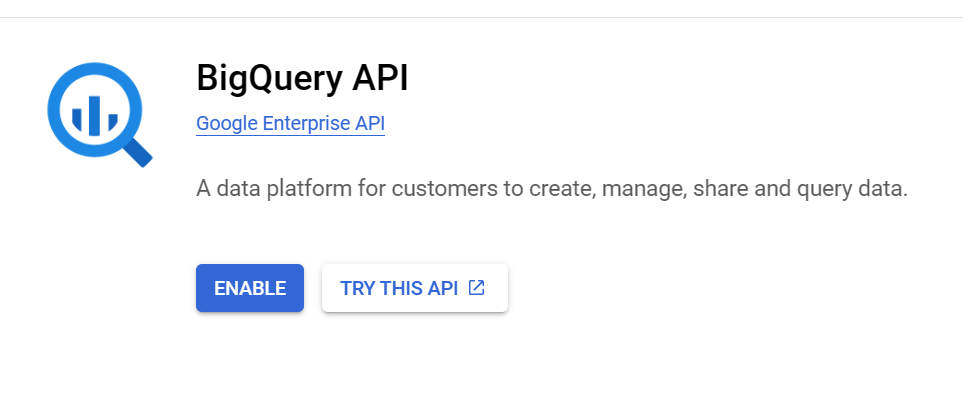 BigQuery API
Google Enterprise API
A data platform for customers to create, manage, share and query data.
ENABLE
TRY THIS API